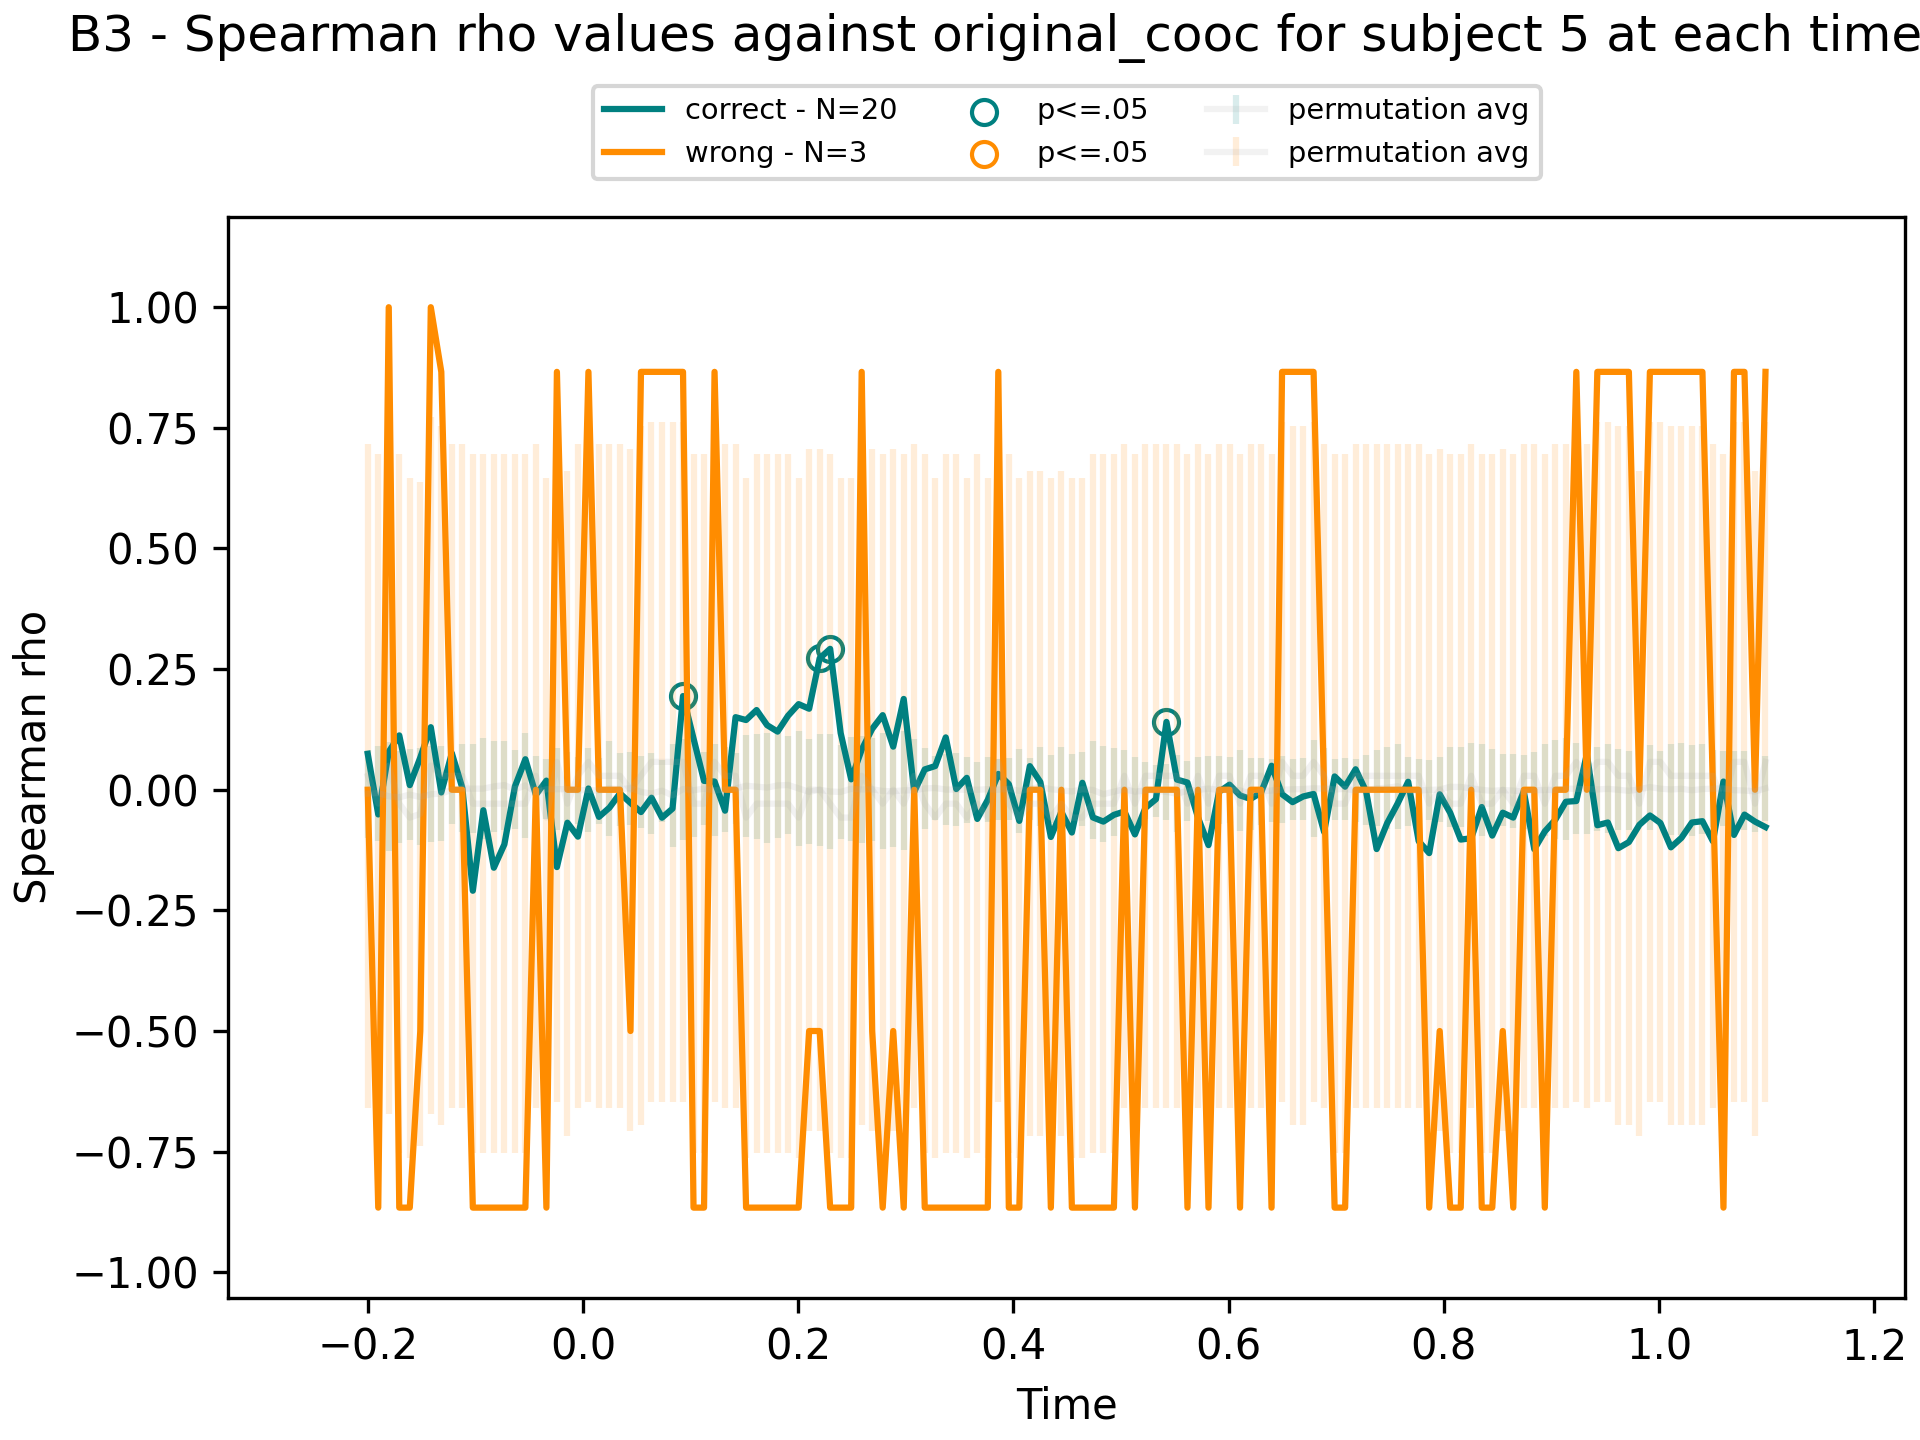 B3 - Spearman rho values against original_cooc for subject 5 at each time
correct - N=20
wrong - N=3
p<=.05
p<=.05
permutation avg
permutation avg
1.00
0.75
0.50
0.25
0.00
−0.25
−0.50
−0.75
−1.00
Spearman rho
−0.2 0.0 0.2 0.4 0.6 0.8 1.0 1.2
Time